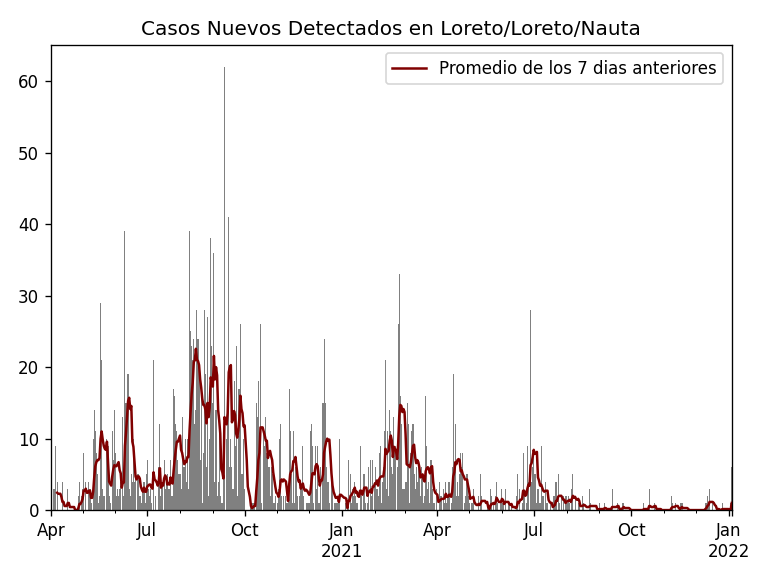 Casos Nuevos Detectados en Loreto/Loreto/Nauta
Promedio de los 7 dias anteriores
60
50
40
30
20
10
0
Apr Jul Oct Jan Apr Jul Oct Jan
2021 2022